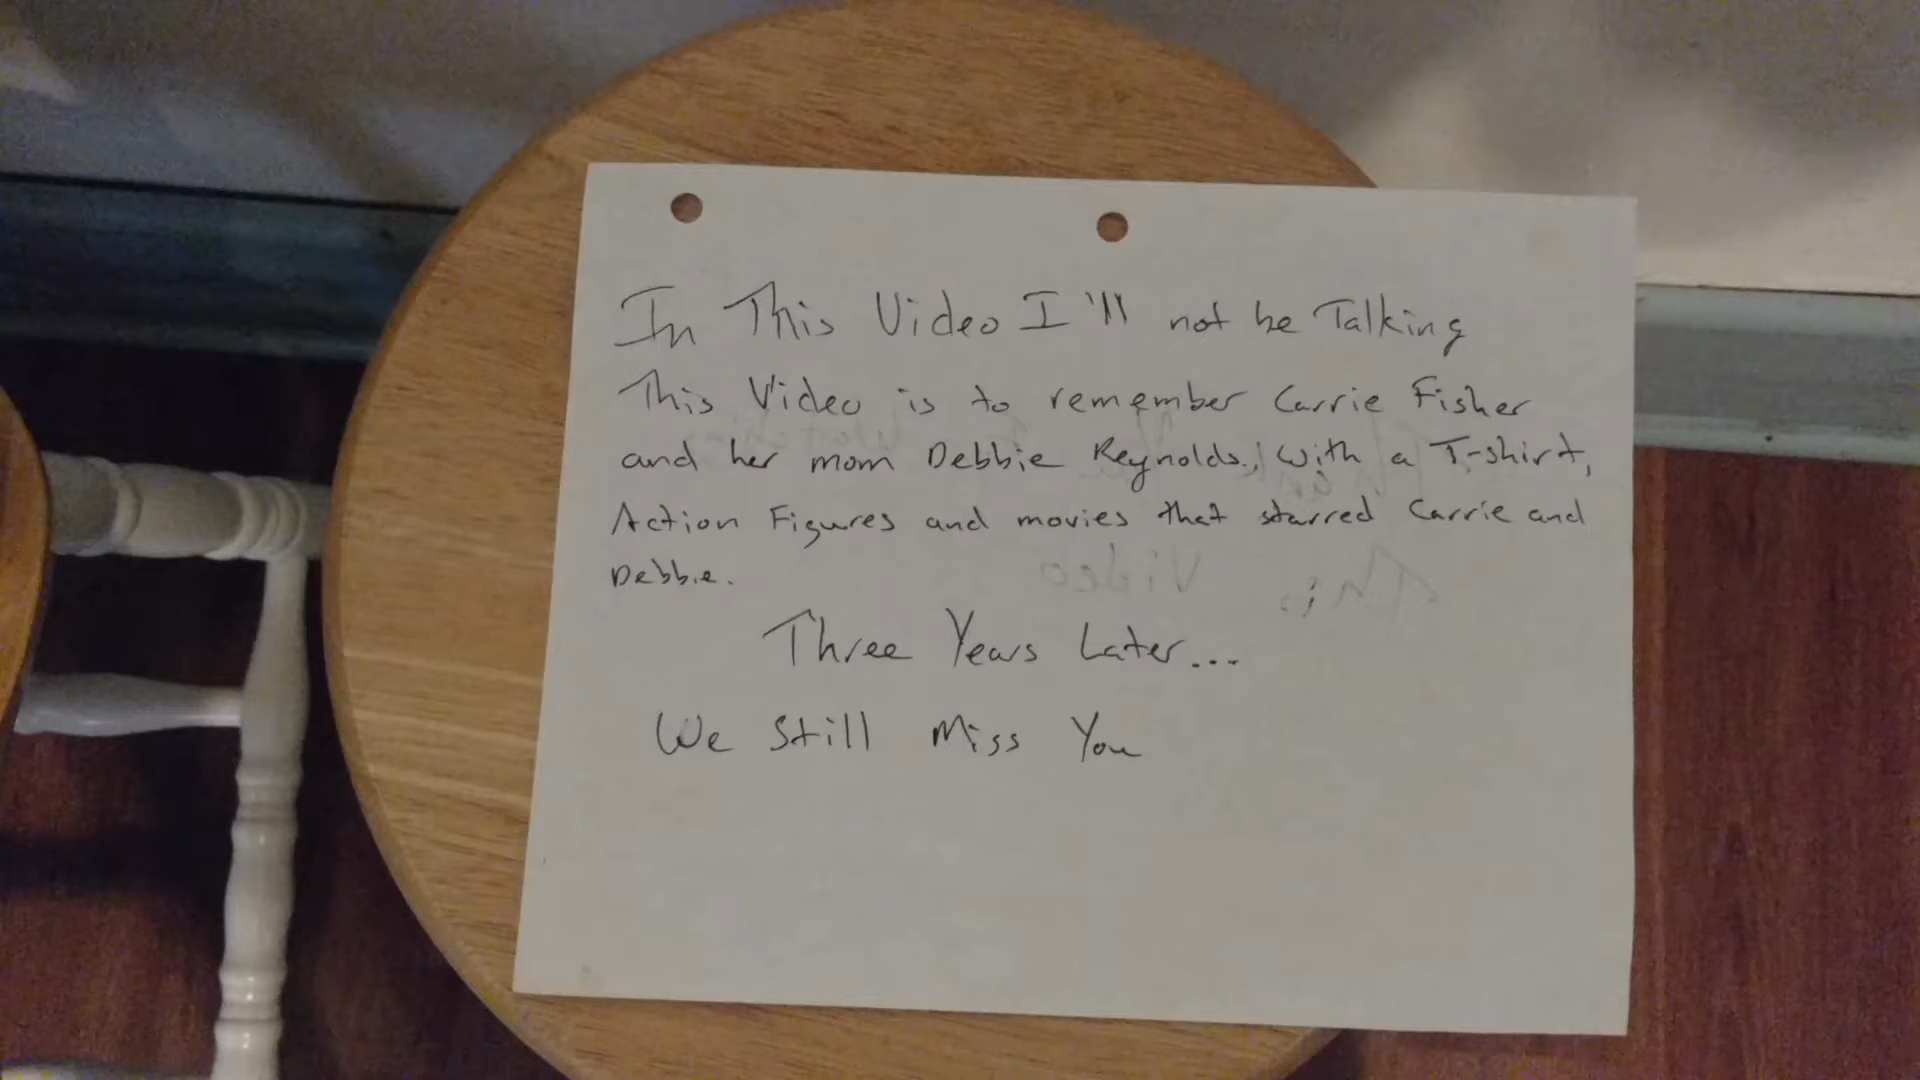 In This Video I'll not be Talking
This Video is to remember Carrie Fisher
and her mom Debbie Reynolds, with a T-shirt,
Action Figures and movies that starred Carrie and
Debbie.
Three Years Later...
We Still Miss You